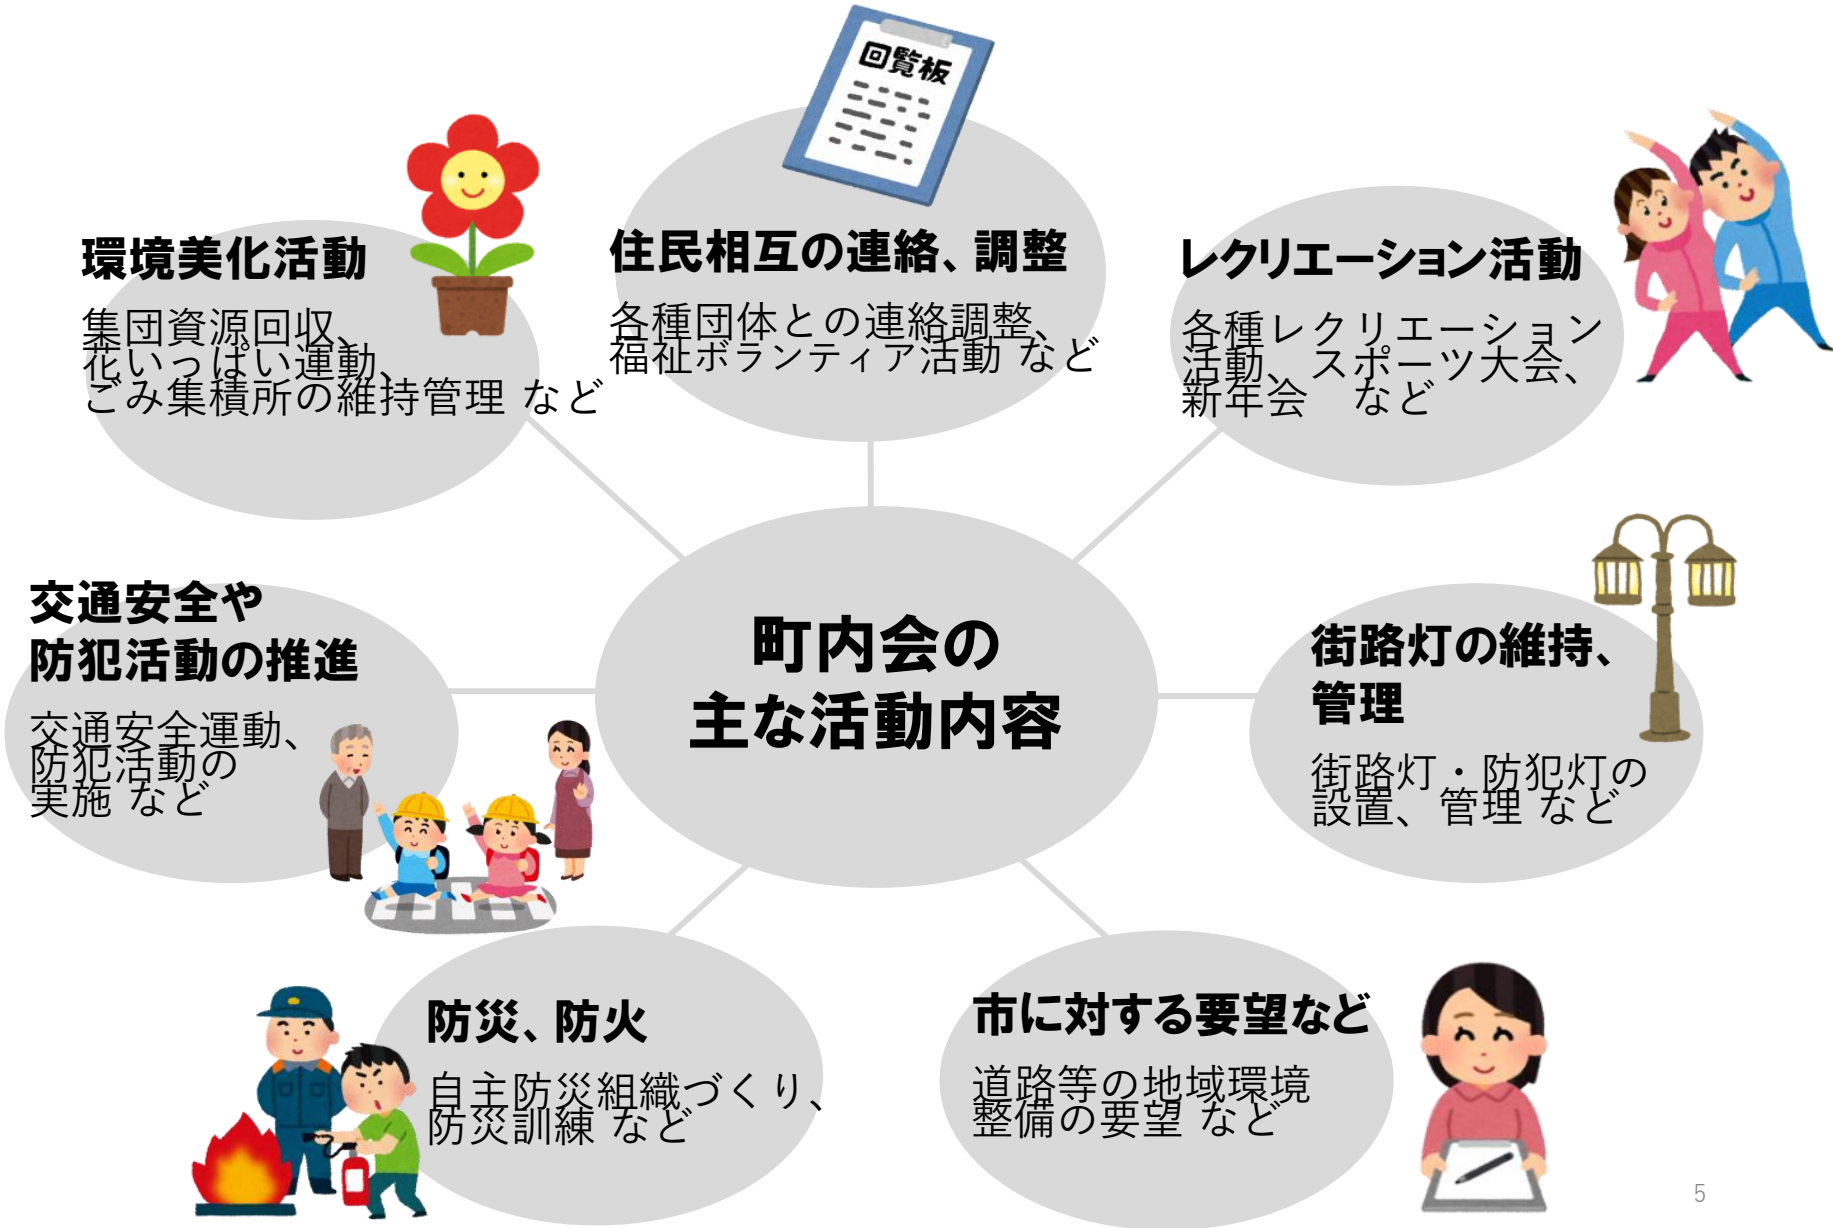 回覧板
環境美化活動
集団資源回収、
花いっぱい運動、
ごみ集積所の維持管理 など
住民相互の連絡、調整
各種団体との連絡調整、
福祉ボランティア活動 など
レクリエーション活動
各種レクリエーション
活動、スポーツ大会、
新年会　など
交通安全や
防犯活動の推進
交通安全運動、
防犯活動の
実施 など
町内会の
主な活動内容
街路灯の維持、
管理
街路灯・防犯灯の
設置、管理 など
防災、防火
自主防災組織づくり、
防災訓練 など
市に対する要望など
道路等の地域環境
整備の要望 など
5